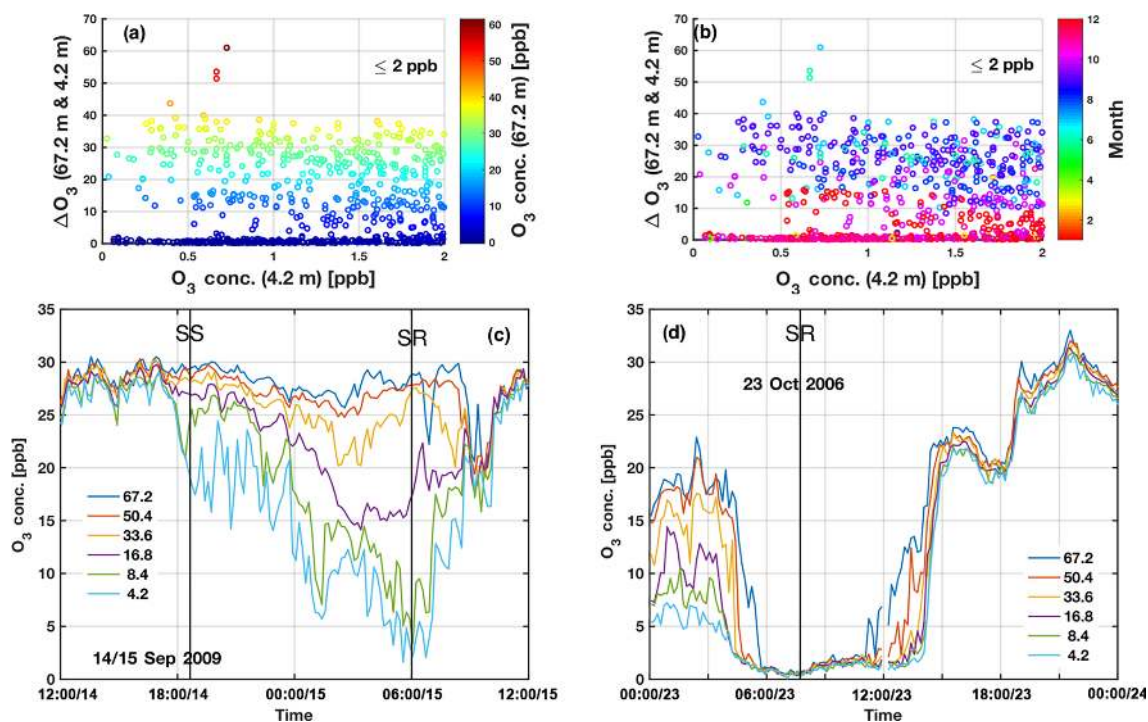 (a)
≤ 2 ppb
70
60
50
40
30
20
10
0
0 0.5 1 1.5 2
Δ O3 (67.2 m & 4.2 m)
O3 conc. (4.2 m) [ppb]
60
50
40
30
20
10
0
O3 conc. (67.2 m) [ppb]
(b)
≤ 2 ppb
70
60
50
40
30
20
10
0
0 0.5 1 1.5 2
Δ O3 (67.2 m & 4.2 m)
O3 conc. (4.2 m) [ppb]
12
10
8
6
4
2
Month
35
30
25
20
15
10
5
0
O3 conc. [ppb]
SS
SR
(c)
67.2
50.4
33.6
16.8
8.4
4.2
14/15 Sep 2009
12:00/14 18:00/14 00:00/15 06:00/15 12:00/15
Time
35
30
25
20
15
10
5
0
O3 conc. [ppb]
(d)
SR
23 Oct 2006
67.2
50.4
33.6
16.8
8.4
4.2
00:00/23 06:00/23 12:00/23 18:00/23 00:00/24
Time